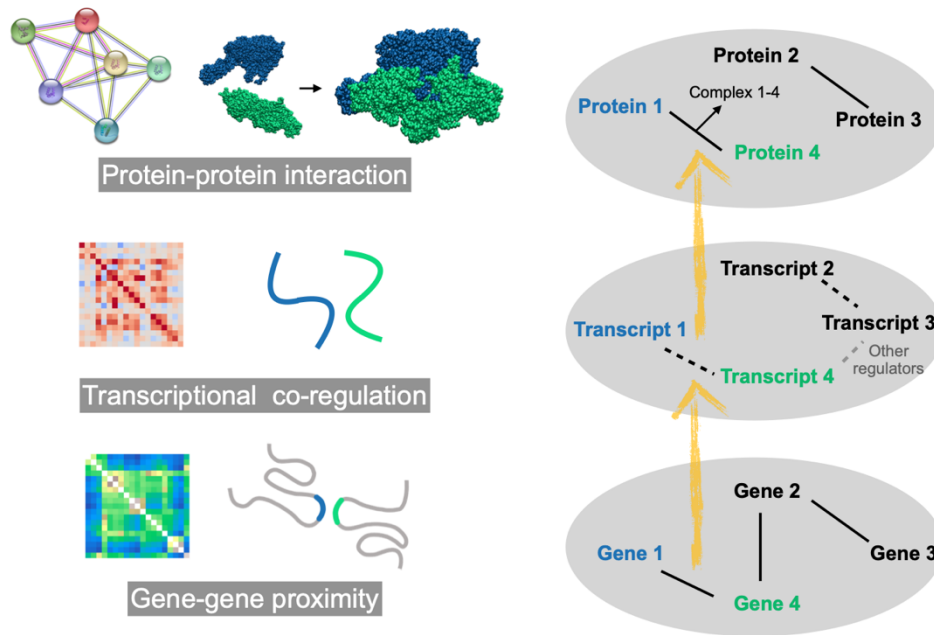 Protein-protein interaction
Protein 2
Complex 1-4
Protein 1
Protein 3
Protein 4
Transcriptional co-regulation
Transcript 2
Transcript 1
Transcript 3
Other
regulators
Transcript 4
Gene-gene proximity
Gene 2
Gene 1
Gene 3
Gene 4